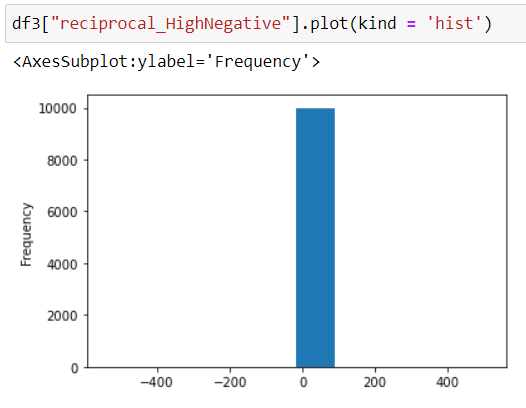 df3["reciprocal_HighNegative"].plot(kind = 'hist')
<AxesSubplot:ylabel='Frequency'>
10000
8000
6000
4000
2000
0
Frequency
−400 −200 0 200 400